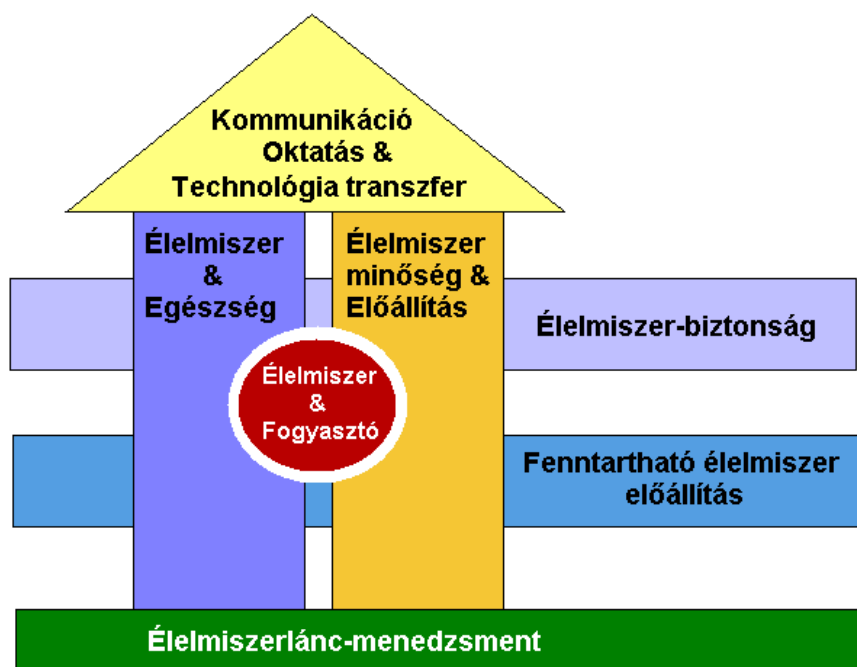 Kommunikáció
Oktatás &
Technológia transzfer
Élelmiszer
&
Egészség
Élelmiszer
minőség &
Előállítás
Élelmiszer-biztonság
Élelmiszer
&
Fogyasztó
Fenntartható élelmiszer
előállítás
Élelmiszerlánc-menedzsment